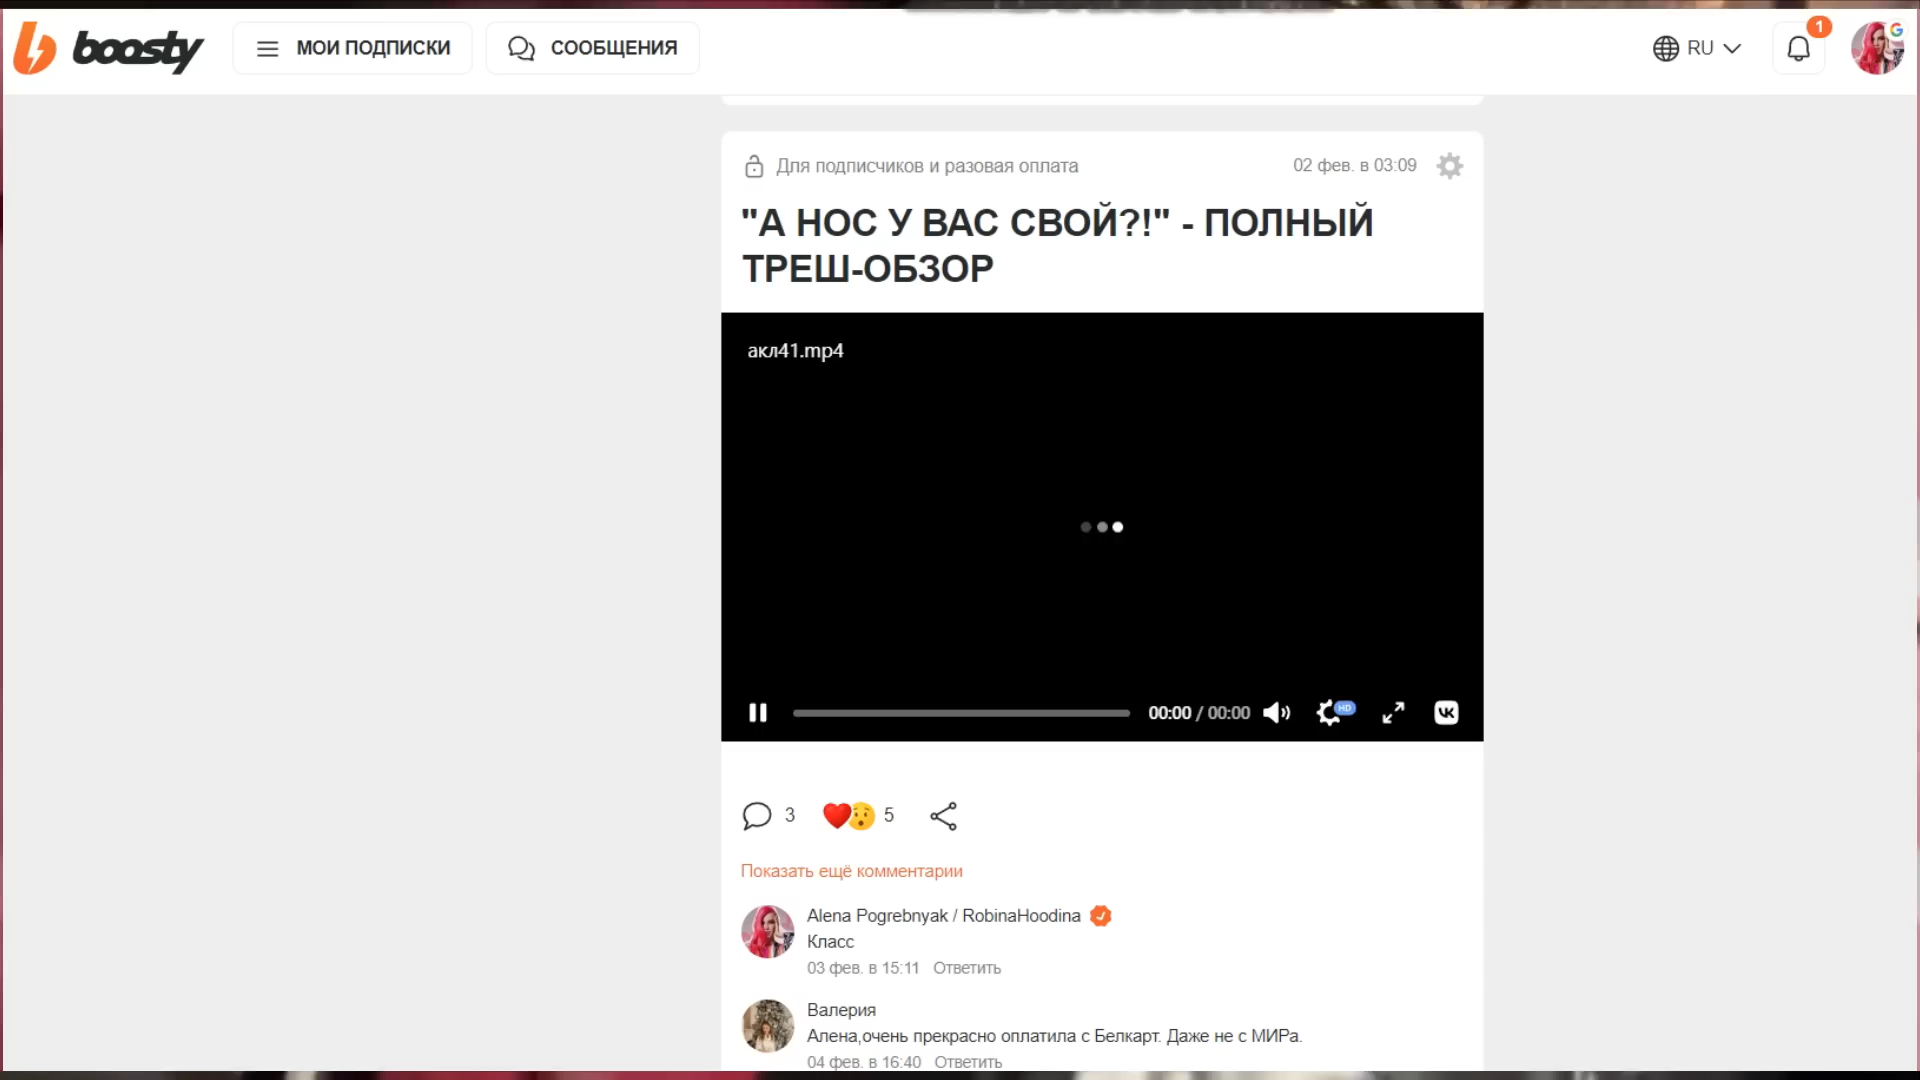 boosty
МОИ ПОДПИСКИ
СООБЩЕНИЯ
RU
1
Для подписчиков и разовая оплата
02 фев. в 03:09
"А НОС У ВАС СВОЙ?!" - ПОЛНЫЙ
ТРЕШ-ОБЗОР
акл41.mp4
00:00 / 00:00
HD
3
5
Показать ещё комментарии
Alena Pogrebnyak / RobinaHoodina
Класс
03 фев. в 15:11 Ответить
Валерия
Алена,очень прекрасно оплатила с Белкарт. Даже не с МИРа.
04 фев. в 16:40 Ответить